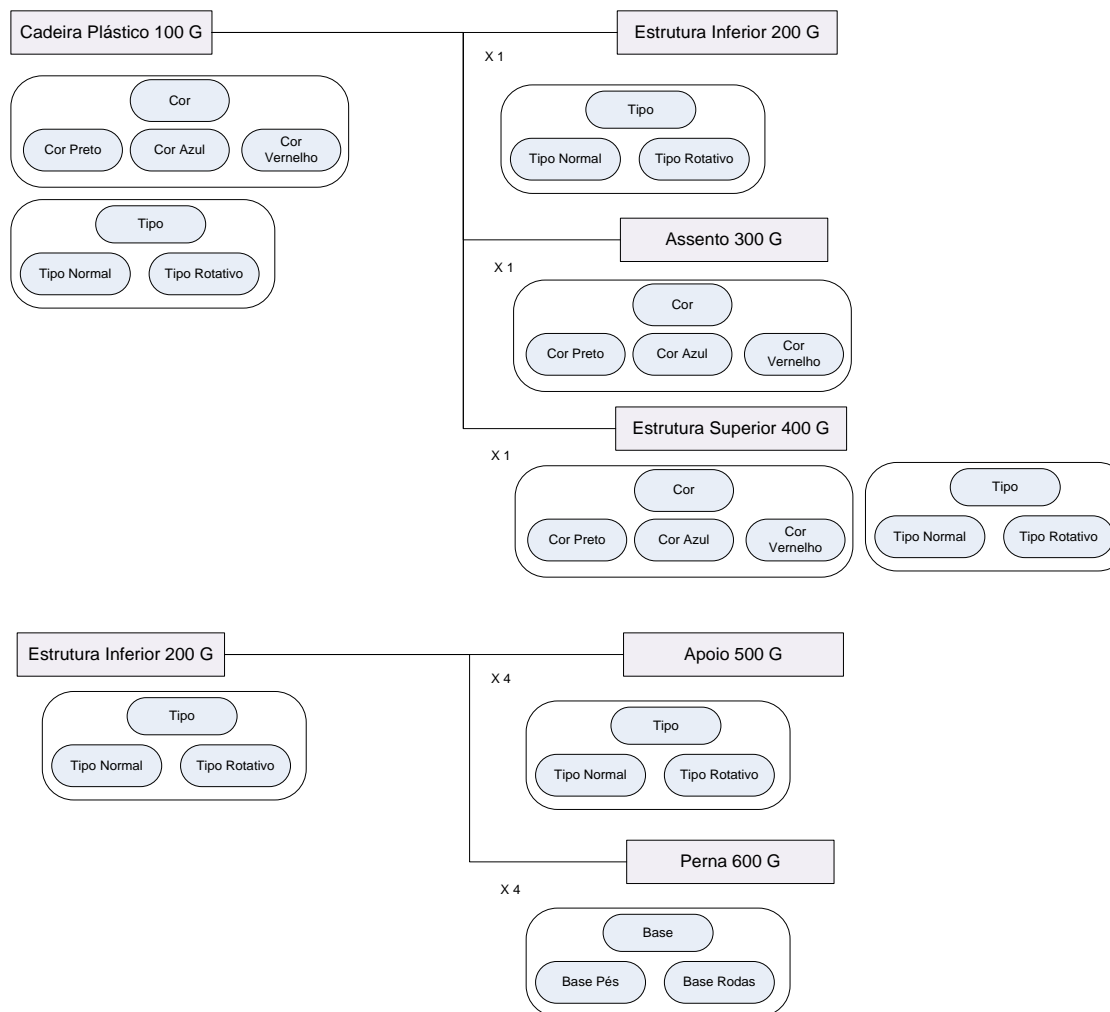 Cadeira Plástico 100 G
Estrutura Inferior 200 G
X 1
Cor
Cor Preto
Cor Azul
Cor
Vernelho
Tipo
Tipo Normal
Tipo Rotativo
Tipo
Tipo Normal
Tipo Rotativo
Assento 300 G
X 1
Cor
Cor Preto
Cor Azul
Cor
Vernelho
Estrutura Superior 400 G
X 1
Cor
Cor Preto
Cor Azul
Cor
Vernelho
Tipo
Tipo Normal
Tipo Rotativo
Estrutura Inferior 200 G
Apoio 500 G
X 4
Tipo
Tipo Normal
Tipo Rotativo
Tipo
Tipo Normal
Tipo Rotativo
Perna 600 G
X 4
Base
Base Pés
Base Rodas